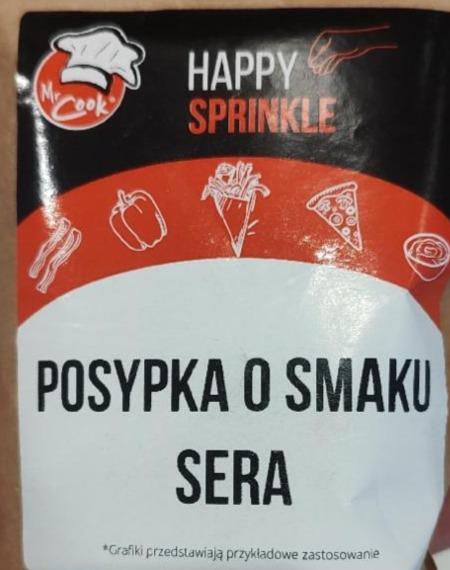 Mr Cook®
HAPPY
SPRINKLE
POSYPKA O SMAKU
SERA
*Grafiki przedstawiają przykładowe zastosowanie